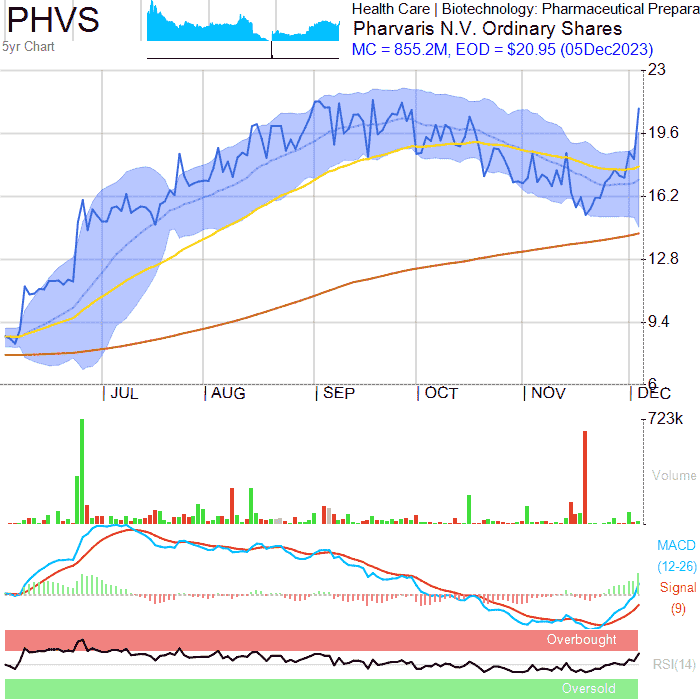 PHVS
5yr Chart
Health Care | Biotechnology: Pharmaceutical Prepara
Pharvaris N.V. Ordinary Shares
MC = 855.2M, EOD = $20.95 (05Dec2023)
23
19.6
16.2
12.8
9.4
6
JUL
AUG
SEP
OCT
NOV
DEC
723k
Volume
MACD
(12-26)
Signal
(9)
Overbought
RSI(14)
Oversold